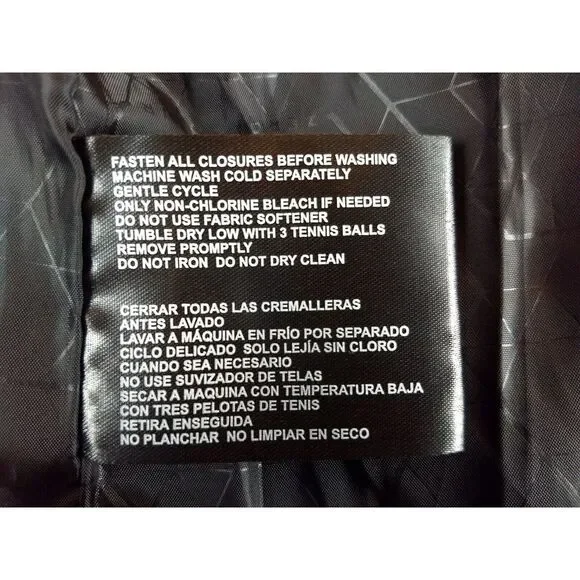 FASTEN ALL CLOSURES BEFORE WASHING
MACHINE WASH COLD SEPARATELY
GENTLE CYCLE
ONLY NON-CHLORINE BLEACH IF NEEDED
DO NOT USE FABRIC SOFTENER
TUMBLE DRY LOW WITH 3 TENNIS BALLS
REMOVE PROMPTLY
DO NOT IRON DO NOT DRY CLEAN
CERRAR TODAS LAS CREMALLERAS
ANTES LAVADO
LAVAR A MÁQUINA EN FRÍO POR SEPARADO
CICLO DELICADO SOLO LEJÍA SIN CLORO
CUANDO SEA NECESARIO
NO USE SUVIZADOR DE TELAS
SECAR A MAQUINA CON TEMPERATURA BAJA
CON TRES PELOTAS DE TENIS
RETIRA ENSEGUIDA
NO PLANCHAR NO LIMPIAR EN SECO